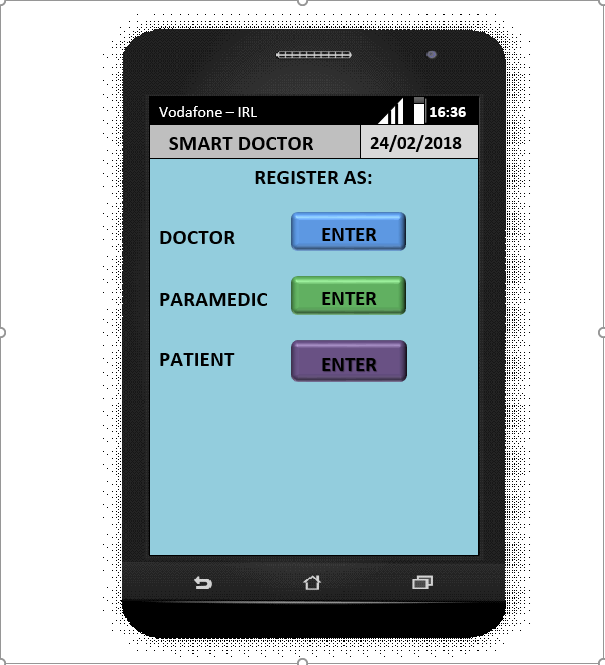 Vodafone – IRL 16:36
SMART DOCTOR 24/02/2018
REGISTER AS:
DOCTOR ENTER
PARAMEDIC ENTER
PATIENT ENTER